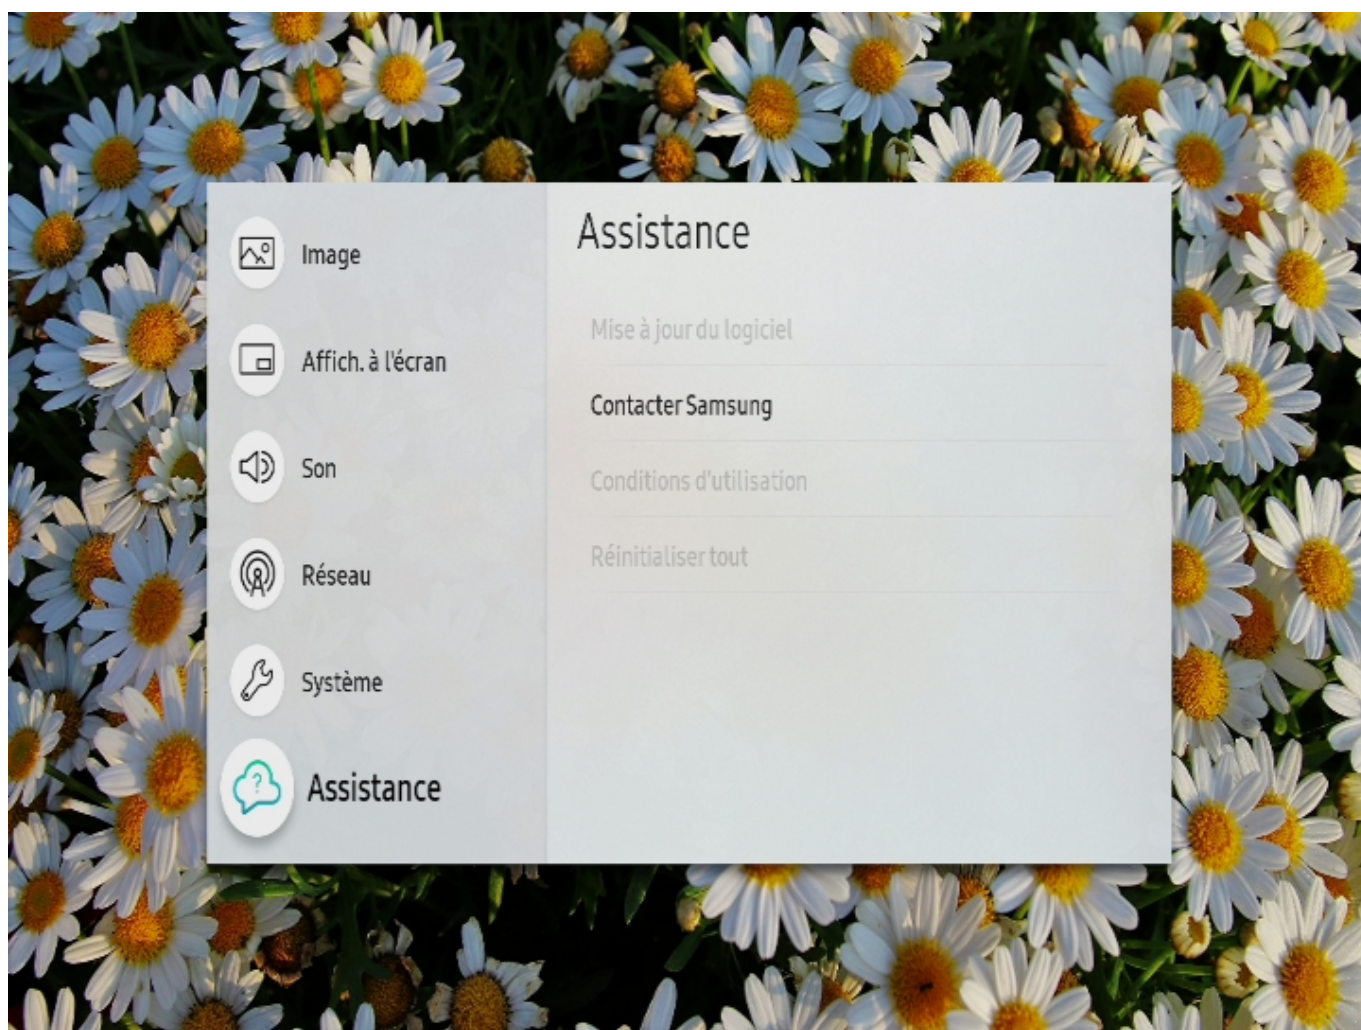 Image
Affich. à l'écran
Son
Réseau
Système
Assistance
Assistance
Mise à jour du logiciel
Contacter Samsung
Conditions d'utilisation
Réinitialiser tout